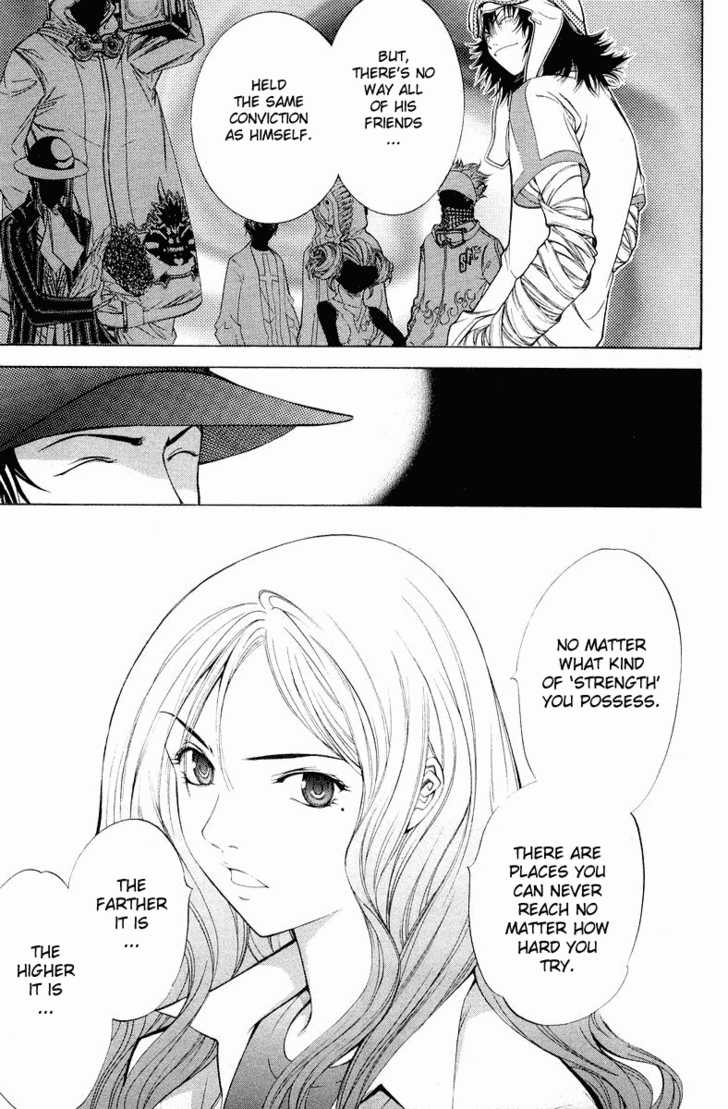 BUT,
THERE'S NO
WAY ALL
OF HIS
FRIENDS
...
HELD
THE SAME
CONVICTION
AS HIMSELF.
NO MATTER
WHAT KIND
OF 'STRENGTH'
YOU POSSESS.
THERE ARE
PLACES YOU
CAN NEVER
REACH NO
MATTER HOW
HARD YOU
TRY.
THE
FARTHER
IT IS
...
THE
HIGHER
IT IS
...